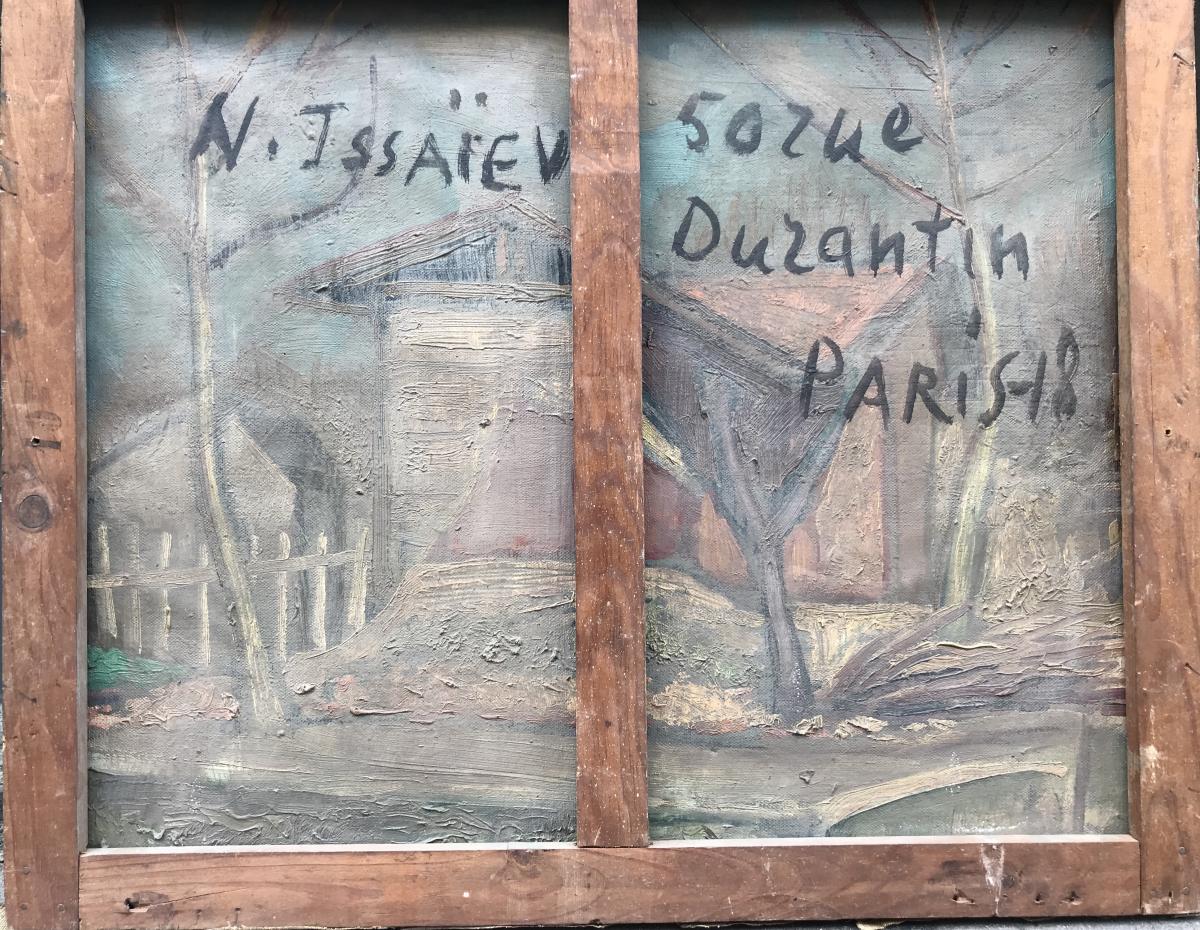 N. Issaïev
50 rue
Durantin
PARIS-18